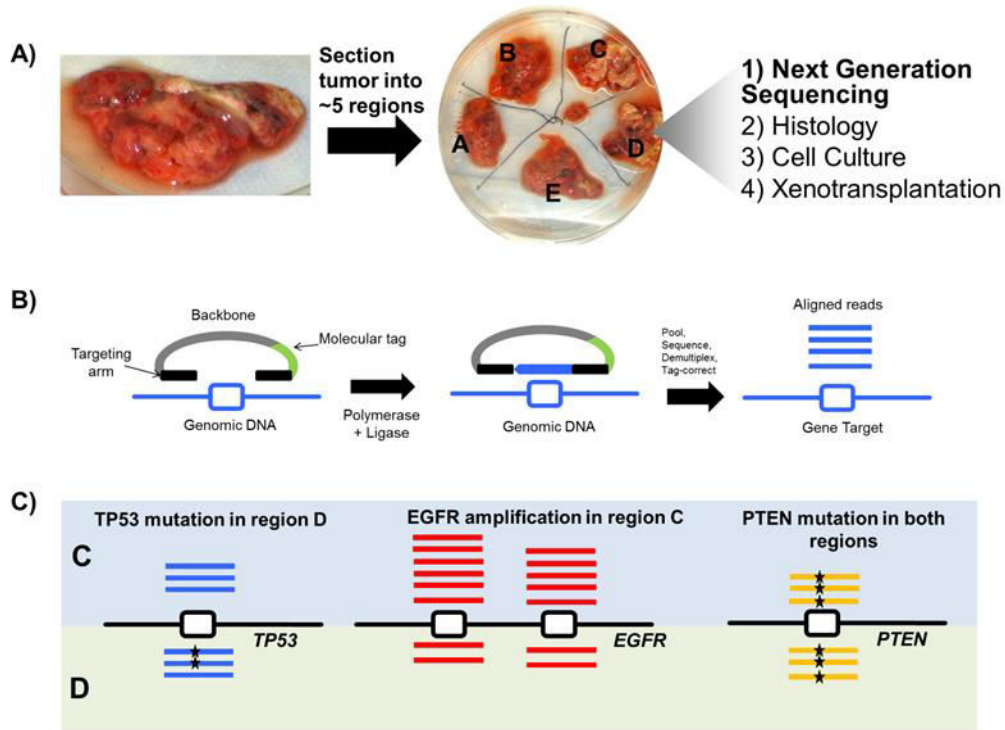 A)
Section
tumor into
~5 regions
B
C
A
D
E
1) Next Generation
Sequencing
2) Histology
3) Cell Culture
4) Xenotransplantation
B)
Backbone
Molecular tag
Targeting
arm
Genomic DNA
Polymerase
+ Ligase
Genomic DNA
Pool,
Sequence,
Demultiplex,
Tag-correct
Aligned reads
Gene Target
C)
TP53 mutation in region D
EGFR amplification in region C
PTEN mutation in both
regions
C
TP53
EGFR
PTEN
D